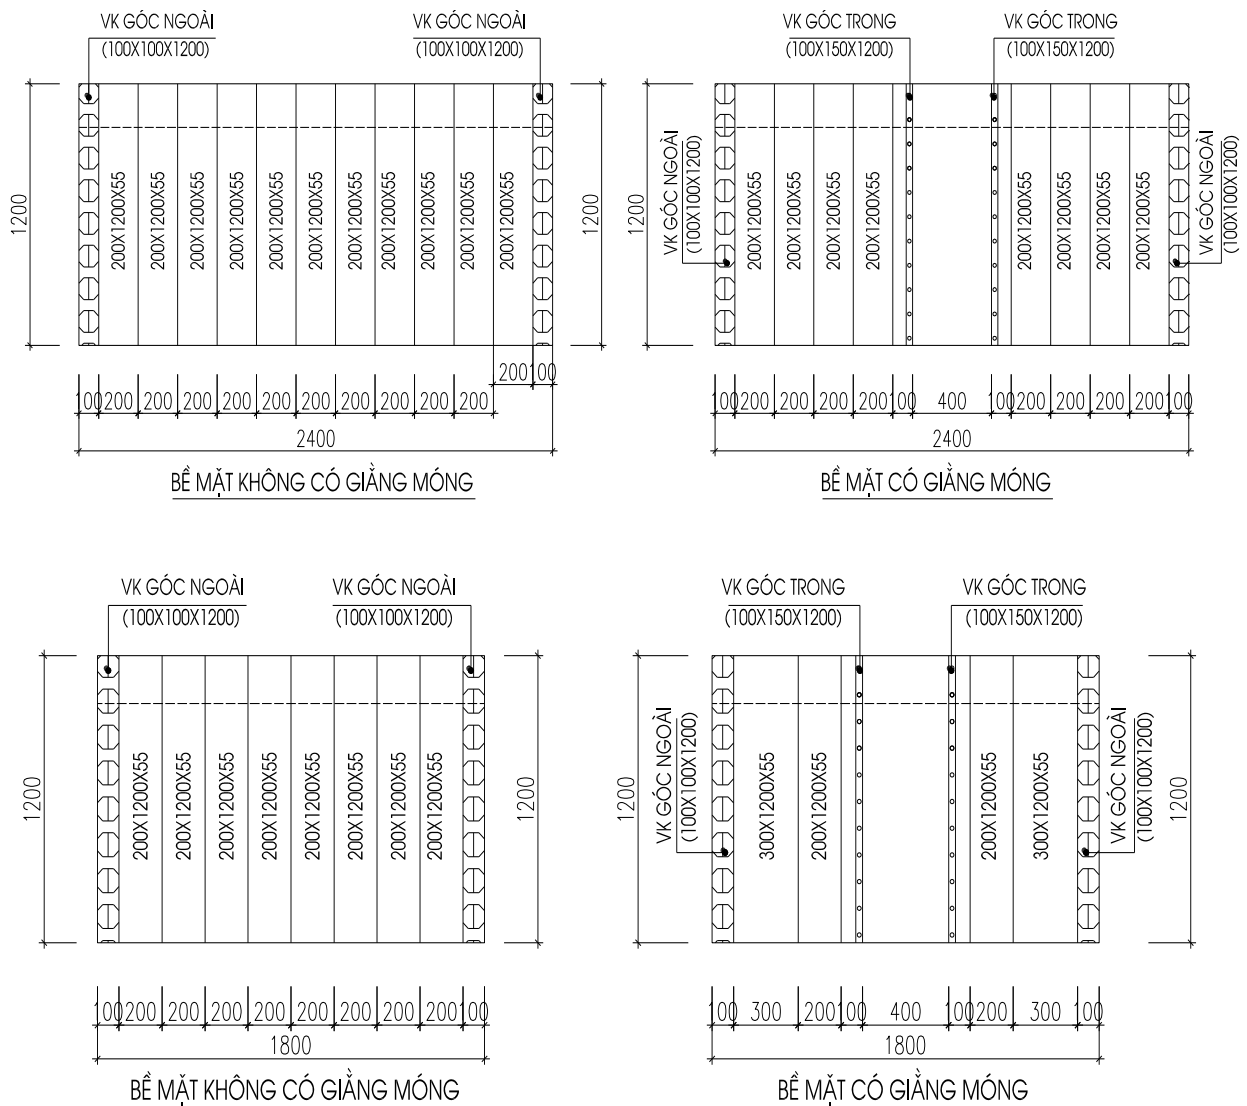 VK GÓC NGOÀI
(100X100X1200)
VK GÓC NGOÀI
(100X100X1200)
1200
200X1200X55
200X1200X55
200X1200X55
200X1200X55
200X1200X55
200X1200X55
200X1200X55
200X1200X55
200X1200X55
200X1200X55
200X1200X55
1200
200 100
100 200 200 200 200 200 200 200 200 200 200
2400
BỀ MẶT KHÔNG CÓ GIẰNG MÓNG
VK GÓC TRONG
(100X150X1200)
VK GÓC TRONG
(100X150X1200)
1200
VK GÓC NGOÀI
(100X100X1200)
200X1200X55
200X1200X55
200X1200X55
200X1200X55
200X1200X55
200X1200X55
200X1200X55
200X1200X55
VK GÓC NGOÀI
(100X100X1200)
100 200 200 200 200 100 400 100 200 200 200 200 100
2400
BỀ MẶT CÓ GIẰNG MÓNG
VK GÓC NGOÀI
(100X100X1200)
VK GÓC NGOÀI
(100X100X1200)
1200
200X1200X55
200X1200X55
200X1200X55
200X1200X55
200X1200X55
200X1200X55
200X1200X55
200X1200X55
1200
100 200 200 200 200 200 200 200 200 100
1800
BỀ MẶT KHÔNG CÓ GIẰNG MÓNG
VK GÓC TRONG
(100X150X1200)
VK GÓC TRONG
(100X150X1200)
1200
VK GÓC NGOÀI
(100X100X1200)
300X1200X55
200X1200X55
200X1200X55
300X1200X55
VK GÓC NGOÀI
(100X100X1200)
1200
100 300 200 100 400 100 200 300 100
1800
BỀ MẶT CÓ GIẰNG MÓNG